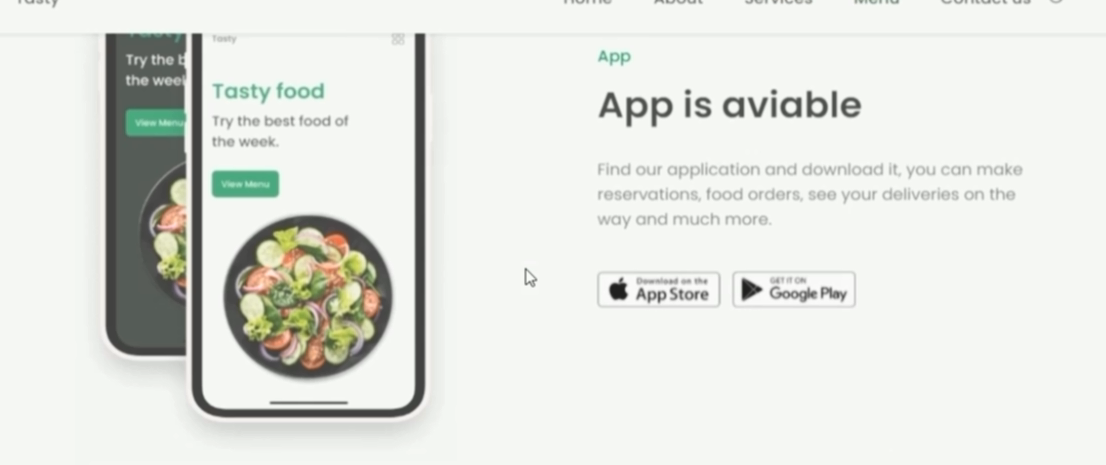 Tasty
Home About Services Menu Contact us
Tasty
Try the b
the week
View Menu
Tasty
Tasty food
Try the best food of
the week.
View Menu
App
App is aviable
Find our application and download it, you can make
reservations, food orders, see your deliveries on the
way and much more.
Download on the
App Store
GET IT ON
Google Play